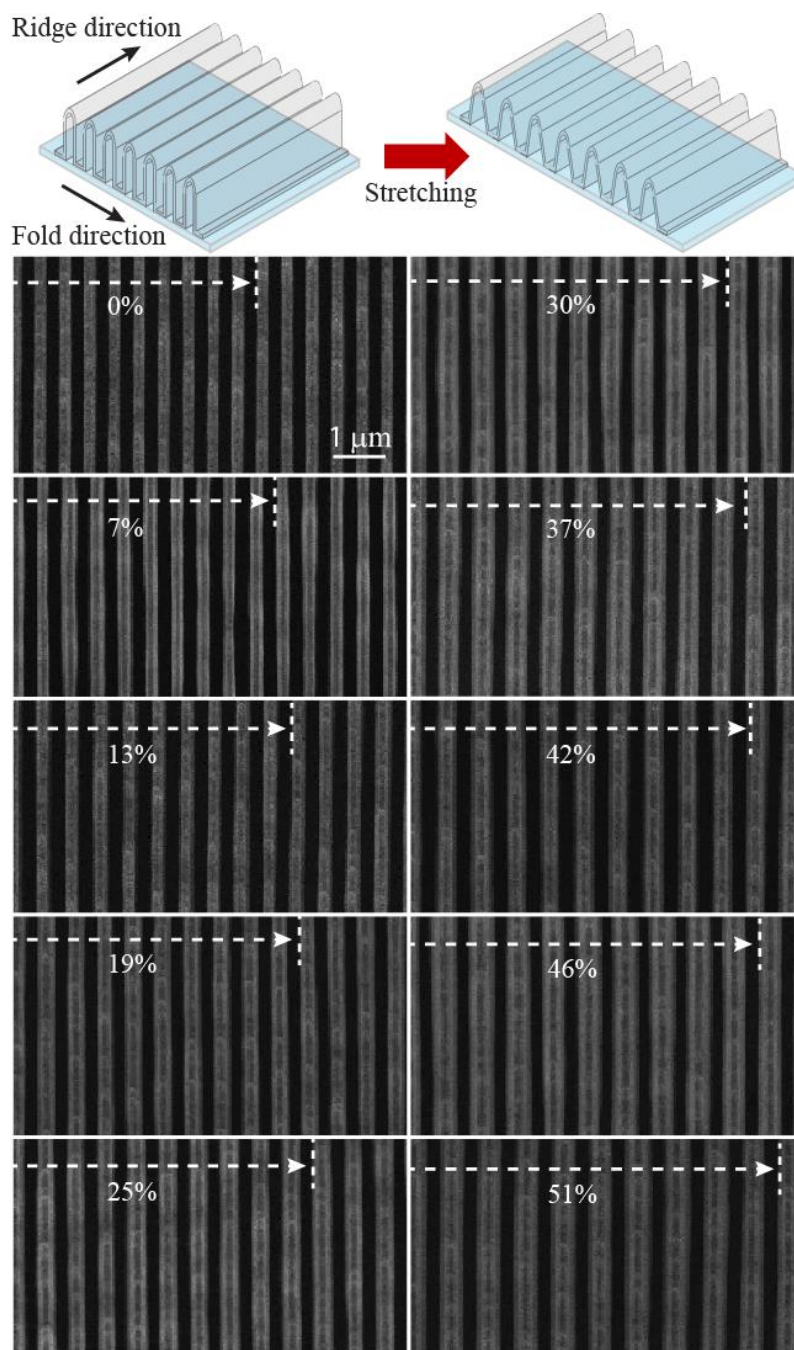 Ridge direction
Stretching
Fold direction
0%
30%
1 μm
7%
37%
13%
42%
19%
46%
25%
51%